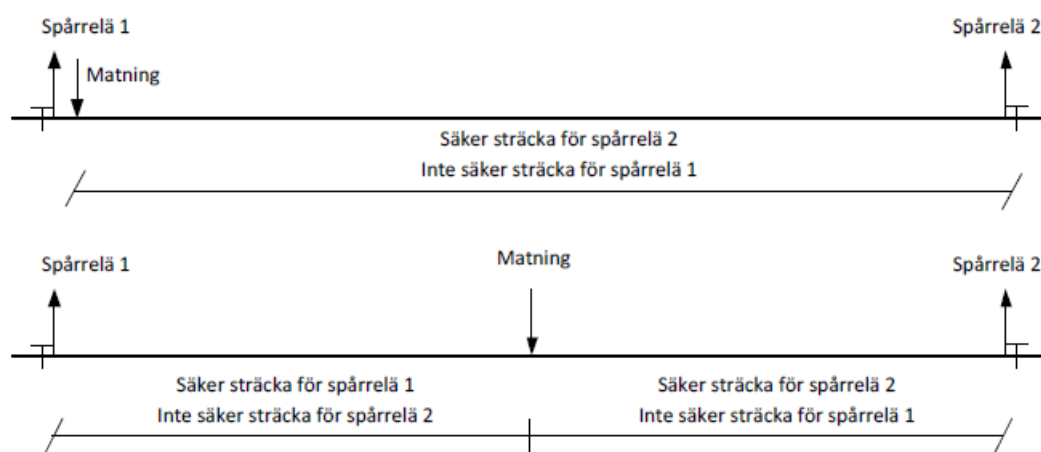 Spårrelä 1
Spårrelä 2
Matning
Säker sträcka för spårrelä 2
Inte säker sträcka för spårrelä 1
Matning
Spårrelä 1
Spårrelä 2
Säker sträcka för spårrelä 1
Säker sträcka för spårrelä 2
Inte säker sträcka för spårrelä 2
Inte säker sträcka för spårrelä 1